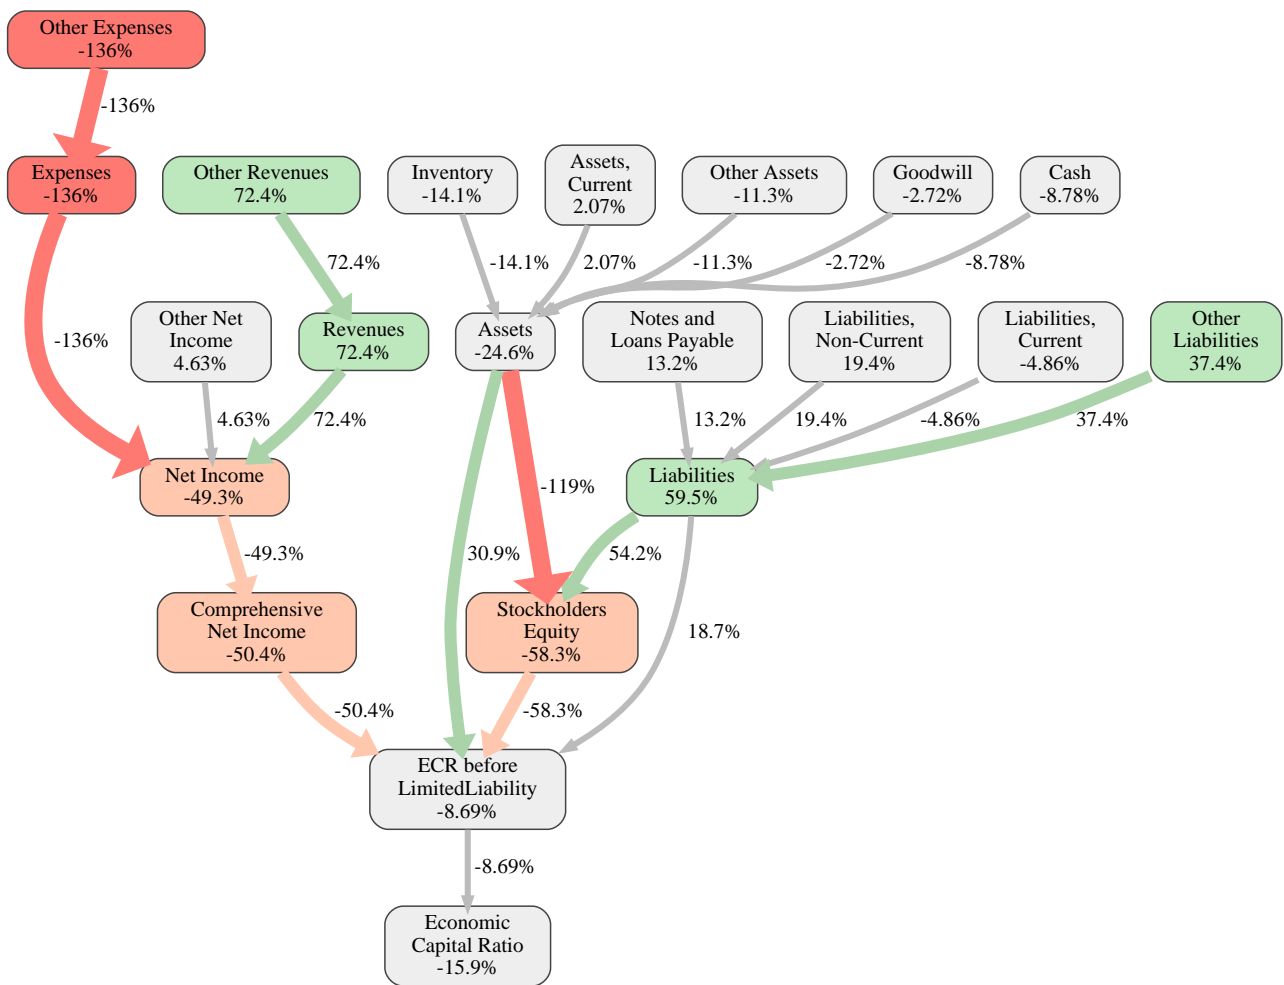 Other Expenses
-136%
-136%
Expenses
-136%
Other Revenues
72.4%
Inventory
-14.1%
Assets,
Current
2.07%
Other Assets
-11.3%
Goodwill
-2.72%
Cash
-8.78%
72.4%
-14.1%
2.07%
-11.3%
-2.72%
-8.78%
-136%
Other Net
Income
4.63%
Revenues
72.4%
Assets
-24.6%
Notes and
Loans Payable
13.2%
Liabilities,
Non-Current
19.4%
Liabilities,
Current
-4.86%
Other
Liabilities
37.4%
4.63%
72.4%
13.2%
19.4%
-4.86%
37.4%
Net Income
-49.3%
-119%
Liabilities
59.5%
-49.3%
30.9%
54.2%
Comprehensive
Net Income
-50.4%
Stockholders
Equity
-58.3%
18.7%
-50.4%
-58.3%
ECR before
LimitedLiability
-8.69%
-8.69%
Economic
Capital Ratio
-15.9%